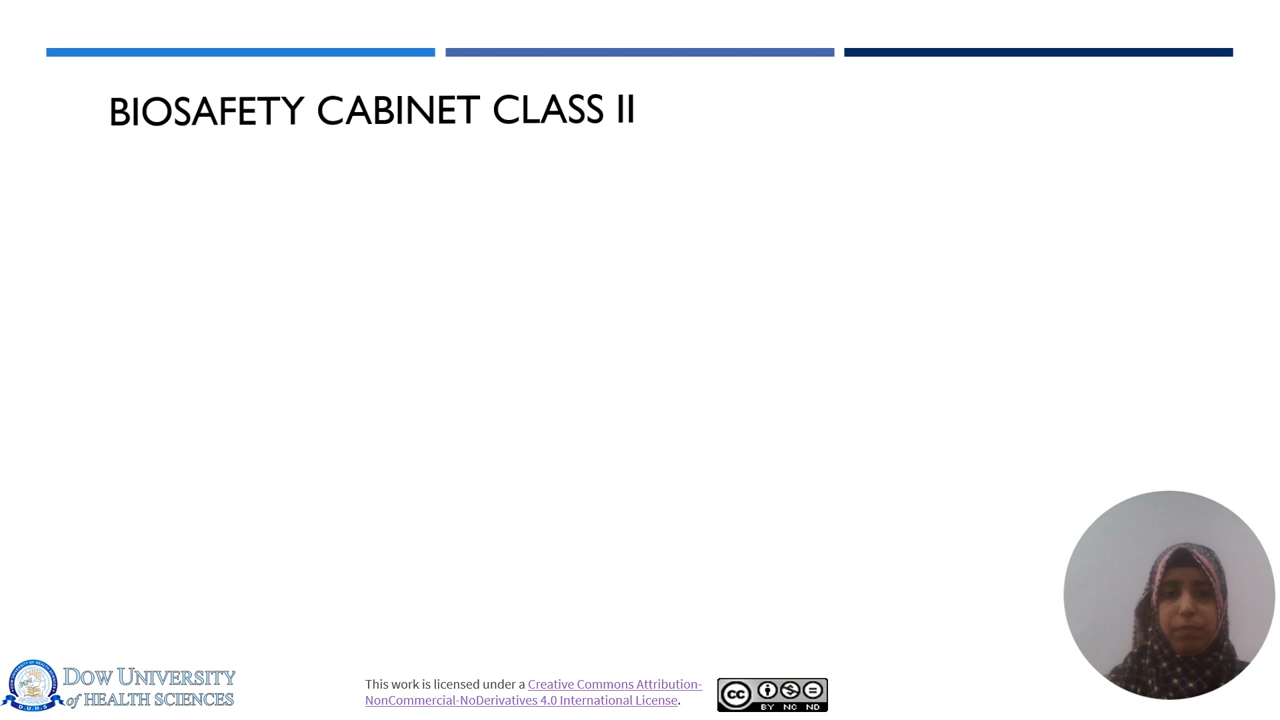 BIOSAFETY CABINET CLASS II
DOW UNIVERSITY
of HEALTH SCIENCES
This work is licensed under a Creative Commons Attribution-
NonCommercial-NoDerivatives 4.0 International License.
cc
BY NC ND